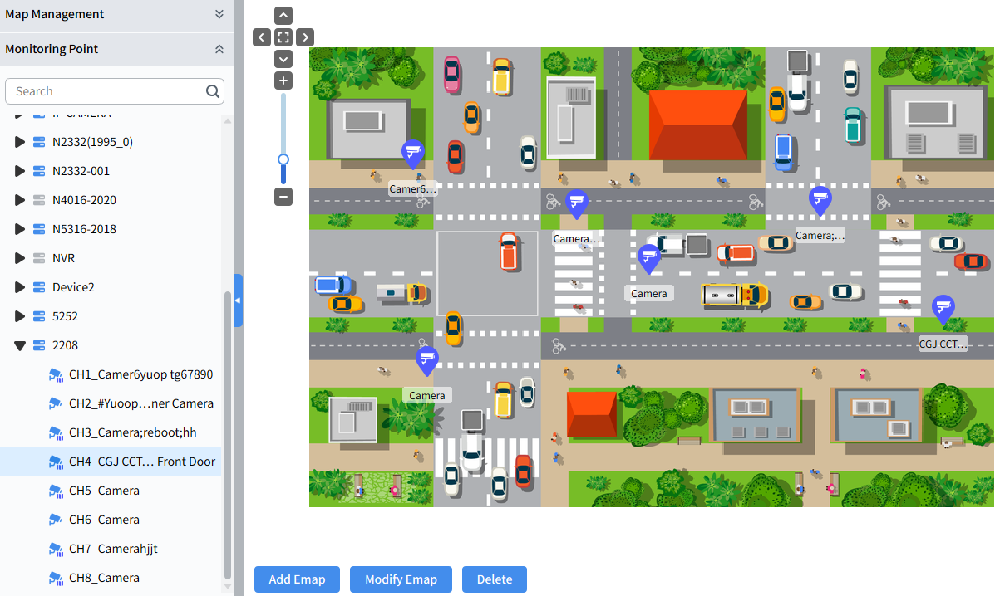 Map Management
Monitoring Point
Search
IP CAMERA
N2332(1995_0)
N2332-001
N4016-2020
N5316-2018
NVR
Device2
5252
2208
CH1_Camer6yuop tg67890
CH2_#Yuoop...ner Camera
CH3_Camera;reboot;hh
CH4_CGJ CCT... Front Door
CH5_Camera
CH6_Camera
CH7_Camerahjjt
CH8_Camera
Camer6...
Camera...
Camera;...
Camera
CGJ CCT...
Camera
Add Emap
Modify Emap
Delete